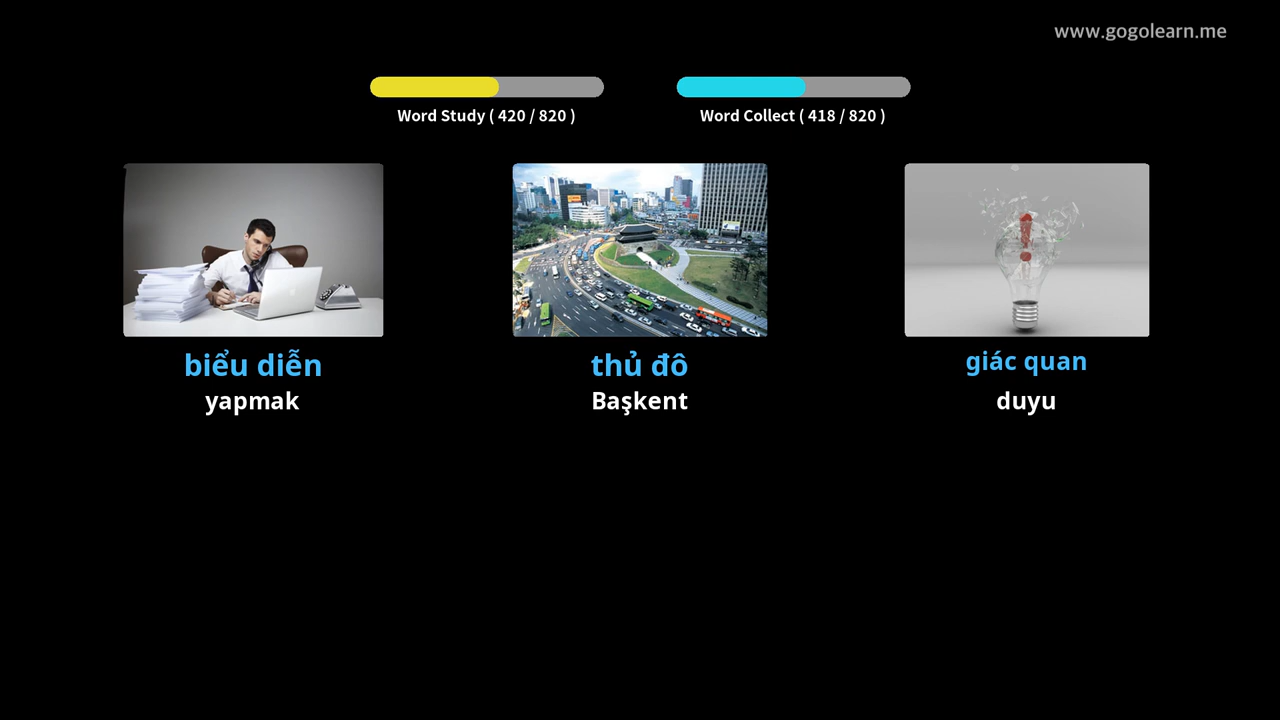 www.gogolearn.me
Word Study ( 420 / 820 )
Word Collect ( 418 / 820 )
biểu diễn
yapmak
thủ đô
Başkent
giác quan
duyu